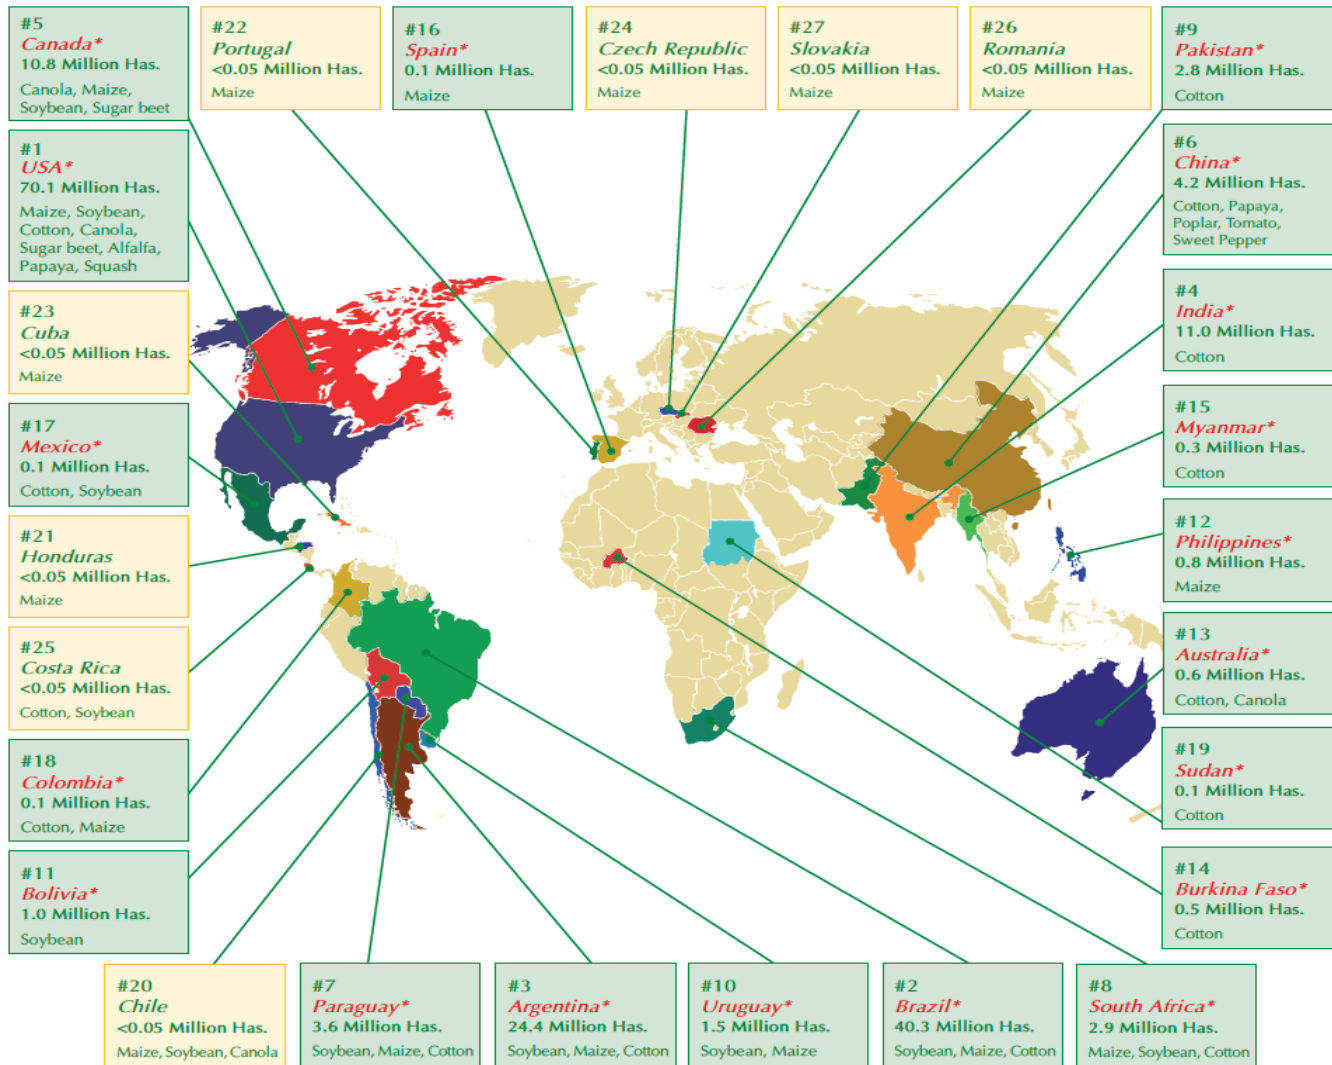 #5
Canada*
10.8 Million Has.
Canola, Maize,
Soybean, Sugar beet
#22
Portugal
<0.05 Million Has.
Maize
#16
Spain*
0.1 Million Has.
Maize
#24
Czech Republic
<0.05 Million Has.
Maize
#27
Slovakia
<0.05 Million Has.
Maize
#26
Romania
<0.05 Million Has.
Maize
#9
Pakistan*
2.8 Million Has.
Cotton
#1
USA*
70.1 Million Has.
Maize, Soybean,
Cotton, Canola,
Sugar beet, Alfalfa,
Papaya, Squash
#6
China*
4.2 Million Has.
Cotton, Papaya,
Poplar, Tomato,
Sweet Pepper
#23
Cuba
<0.05 Million Has.
Maize
#4
India*
11.0 Million Has.
Cotton
#17
Mexico*
0.1 Million Has.
Cotton, Soybean
#15
Myanmar*
0.3 Million Has.
Cotton
#21
Honduras
<0.05 Million Has.
Maize
#12
Philippines*
0.8 Million Has.
Maize
#25
Costa Rica
<0.05 Million Has.
Cotton, Soybean
#13
Australia*
0.6 Million Has.
Cotton, Canola
#18
Colombia*
0.1 Million Has.
Cotton, Maize
#19
Sudan*
0.1 Million Has.
Cotton
#11
Bolivia*
1.0 Million Has.
Soybean
#14
Burkina Faso*
0.5 Million Has.
Cotton
#20
Chile
<0.05 Million Has.
Maize, Soybean, Canola
#7
Paraguay*
3.6 Million Has.
Soybean, Maize, Cotton
#3
Argentina*
24.4 Million Has.
Soybean, Maize, Cotton
#10
Uruguay*
1.5 Million Has.
Soybean, Maize
#2
Brazil*
40.3 Million Has.
Soybean, Maize, Cotton
#8
South Africa*
2.9 Million Has.
Maize, Soybean, Cotton